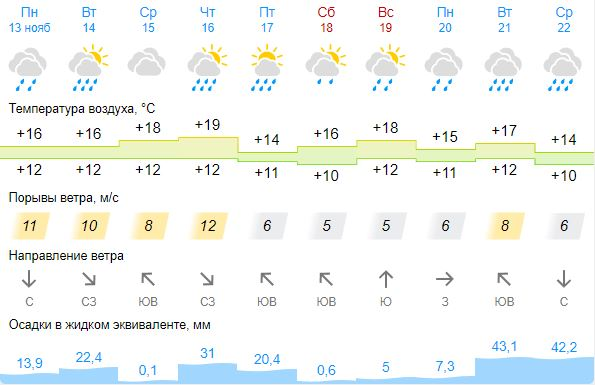 Пн Вт Ср Чт Пт Сб Вс Пн Вт Ср
13 нояб 14 15 16 17 18 19 20 21 22
Температура воздуха, °C
+16 +16 +18 +19 +14 +16 +18 +15 +17 +14
+12 +12 +12 +12 +11 +10 +12 +11 +12 +10
Порывы ветра, м/с
11 10 8 12 6 5 5 6 8 6
Направление ветра
С СЗ ЮВ СЗ ЮВ ЮВ Ю З ЮВ С
Осадки в жидком эквиваленте, мм
13,9 22,4 0,1 31 20,4 0,6 5 7,3 43,1 42,2